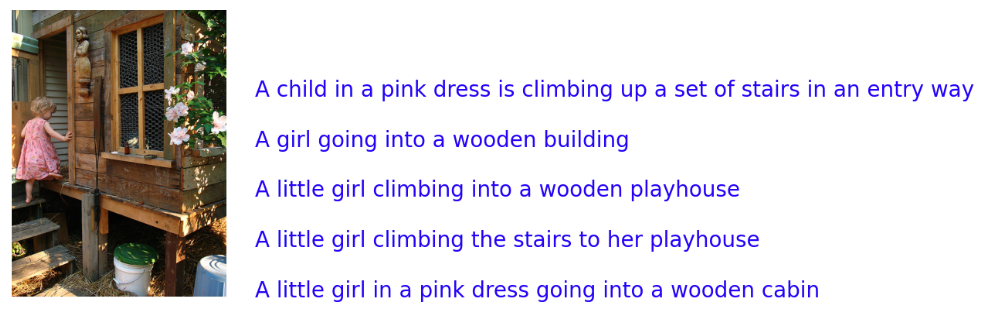 A child in a pink dress is climbing up a set of stairs in an entry way
A girl going into a wooden building
A little girl climbing into a wooden playhouse
A little girl climbing the stairs to her playhouse
A little girl in a pink dress going into a wooden cabin